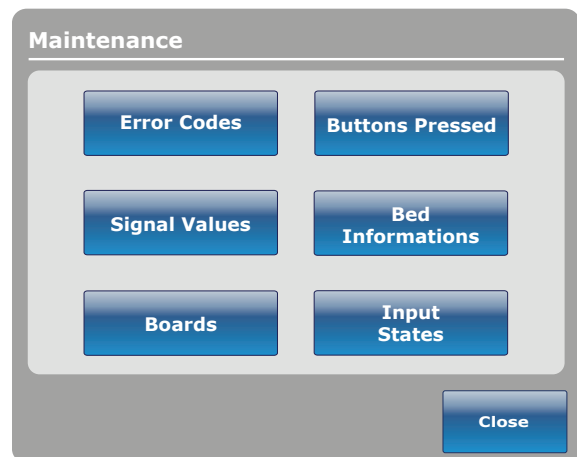 Maintenance
Error Codes
Buttons Pressed
Signal Values
Bed
Informations
Boards
Input
States
Close